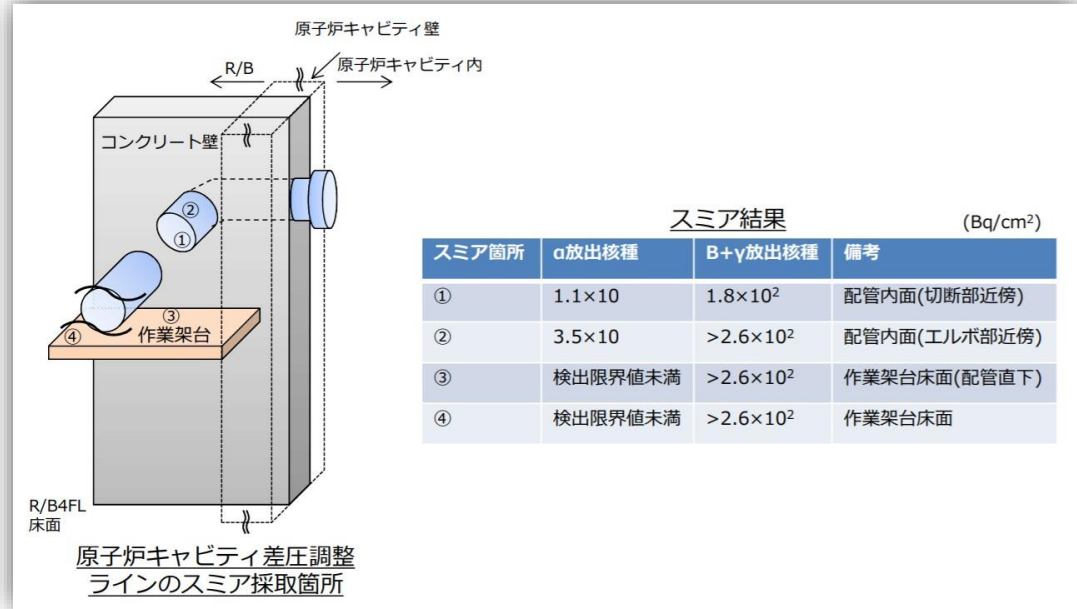 原子炉キャビティ壁
R/B
原子炉キャビティ内
コンクリート壁
②
①
③
④
作業架台
R/B4FL
床面
原子炉キャビティ差圧調整
ラインのスミア採取箇所
スミア結果 (Bq/cm²)
スミア箇所 α放出核種 Β+γ放出核種 備考
① 1.1×10 1.8×10² 配管内面(切断部近傍)
② 3.5×10 >2.6×10² 配管内面(エルボ部近傍)
③ 検出限界値未満 >2.6×10² 作業架台床面(配管直下)
④ 検出限界値未満 >2.6×10² 作業架台床面